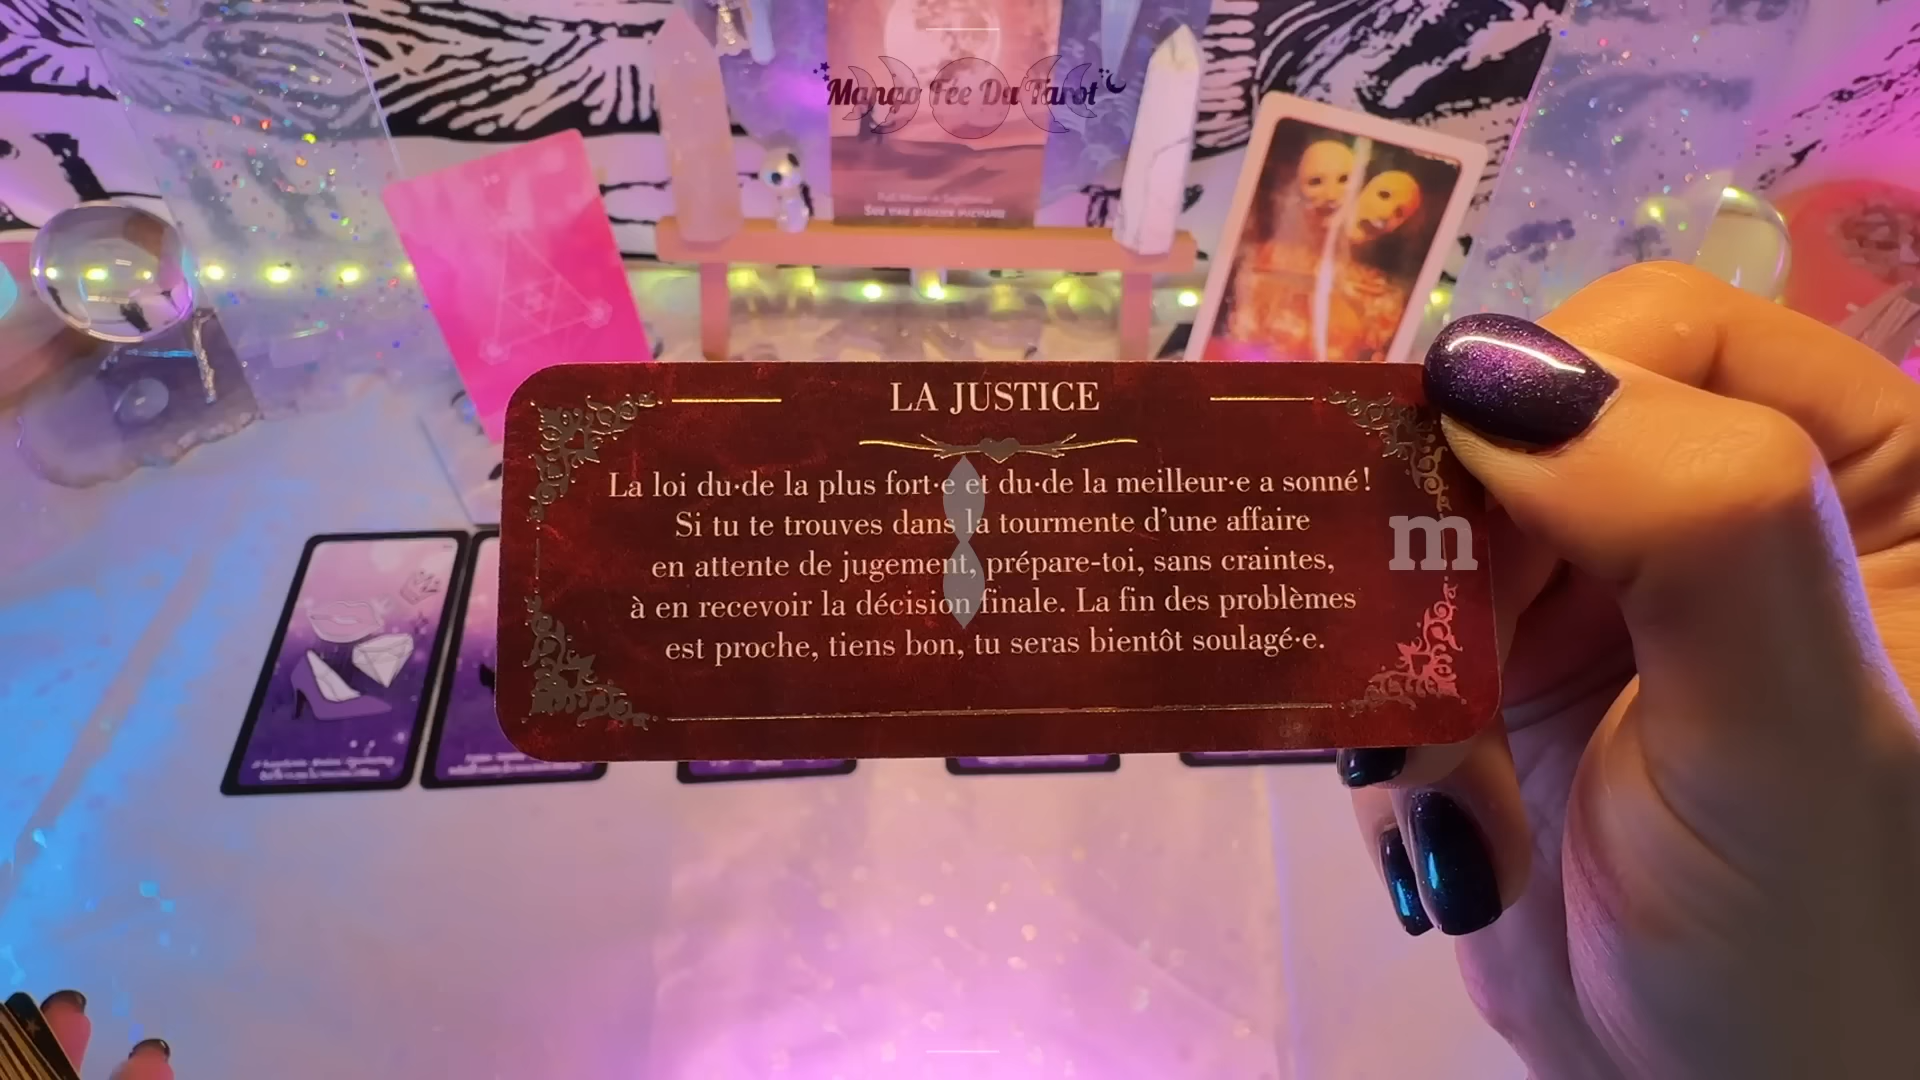 Mango Fée Du Tarot
LA JUSTICE
La loi du·de la plus fort·e et du·de la meilleur·e a sonné!
Si tu te trouves dans la tourmente d'une affaire
en attente de jugement, prépare-toi, sans craintes,
à en recevoir la décision finale. La fin des problèmes
est proche, tiens bon, tu seras bientôt soulagé·e.
m